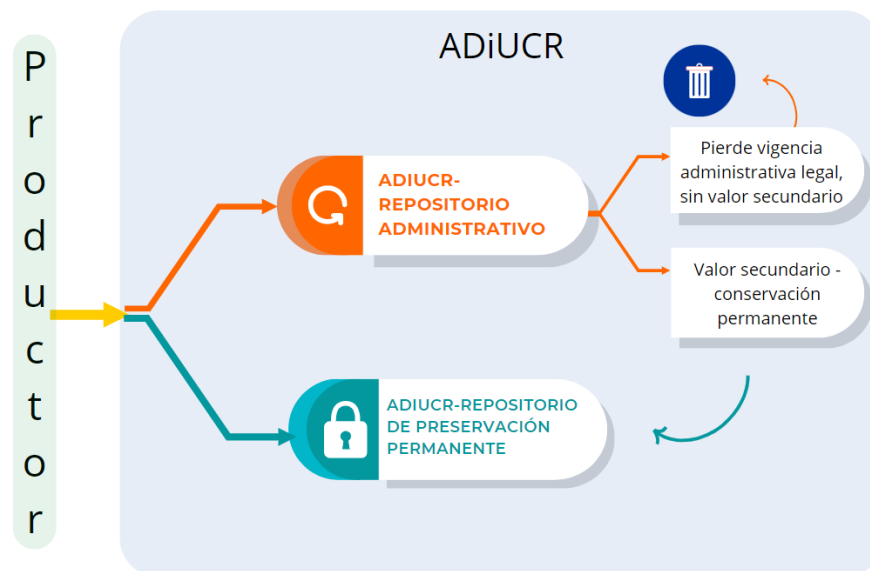 Productor
ADiUCR
ADIUCR-
REPOSITORIO
ADMINISTRATIVO
Pierde vigencia
administrativa legal,
sin valor secundario
Valor secundario -
conservación
permanente
ADIUCR-REPOSITORIO
DE PRESERVACIÓN
PERMANENTE